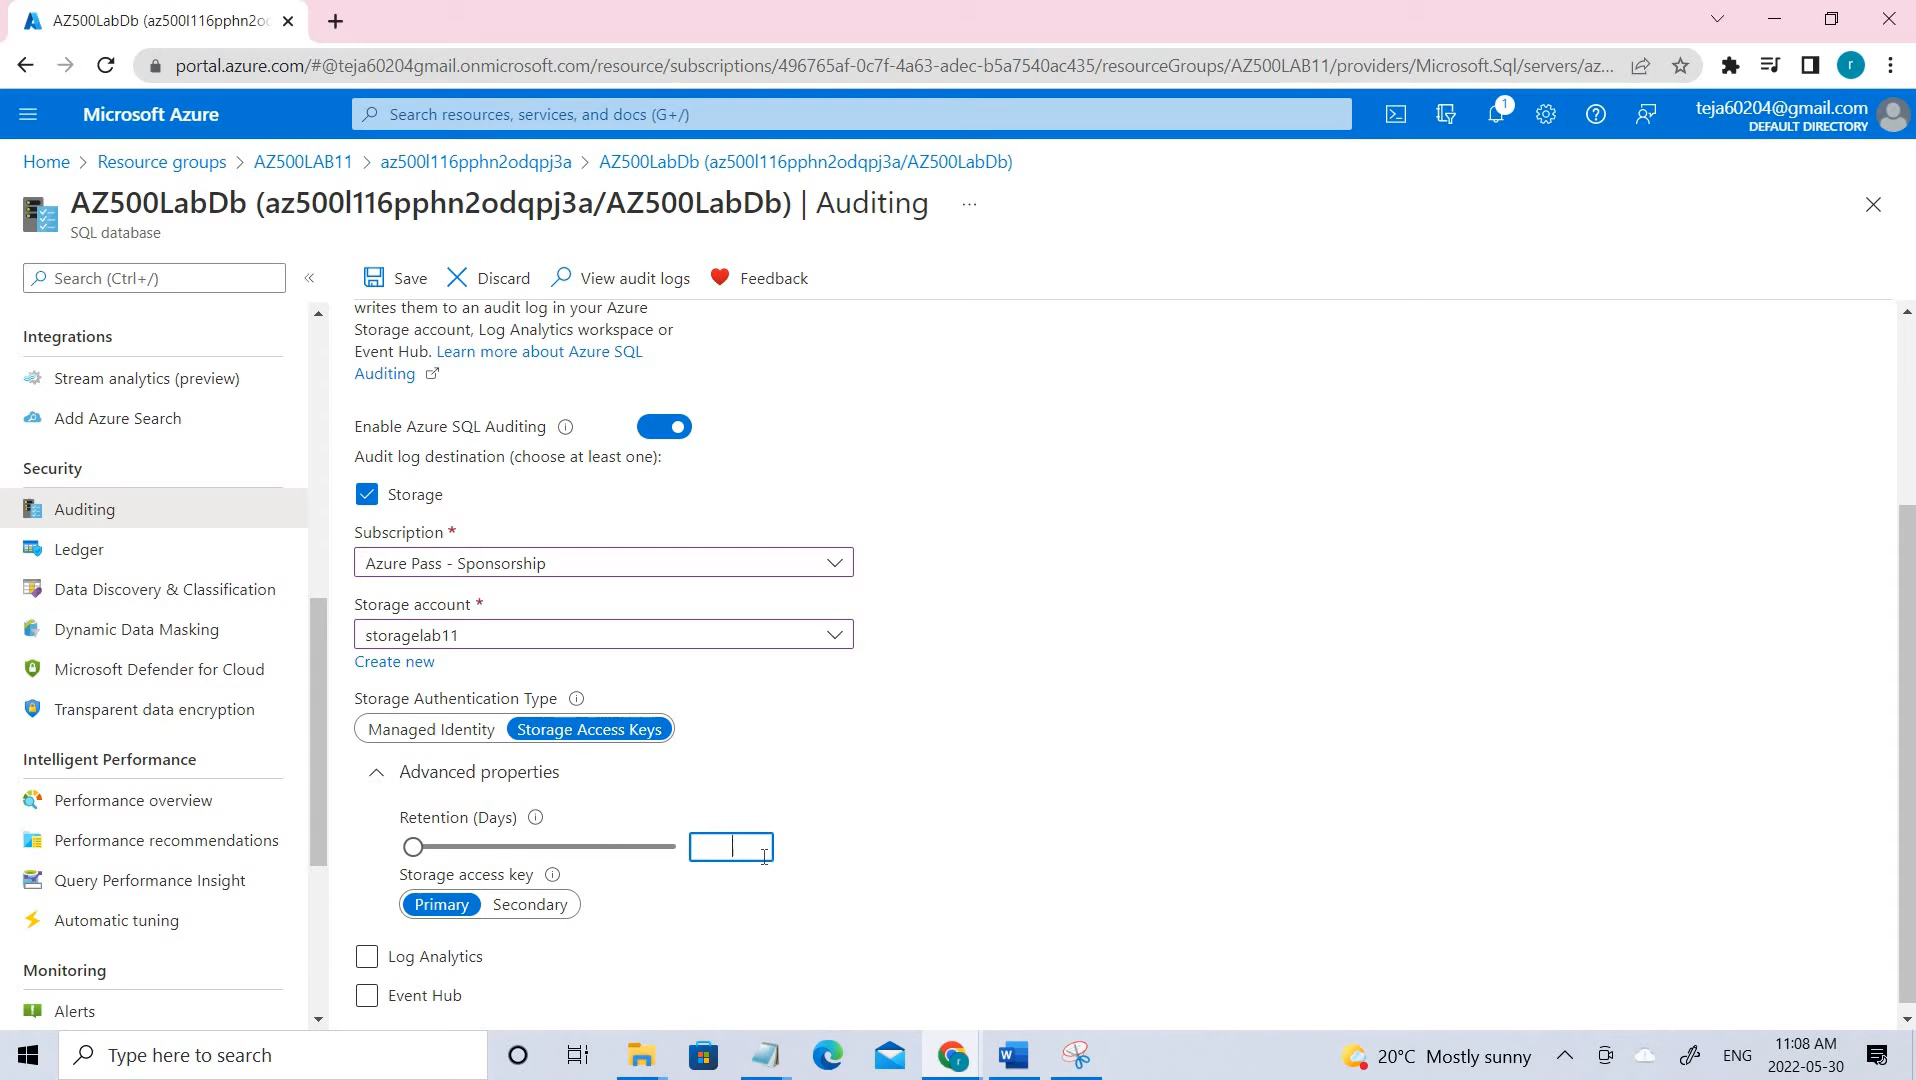 AZ500LabDb (az500l116pphn2od
portal.azure.com/#@teja60204gmail.onmicrosoft.com/resource/subscriptions/496765af-0c7f-4a63-adec-b5a7540ac435/resourceGroups/AZ500LAB11/providers/Microsoft.Sql/servers/az...
r
Microsoft Azure
Search resources, services, and docs (G+/)
1
teja60204@gmail.com
DEFAULT DIRECTORY
Home > Resource groups > AZ500LAB11 > az500l116pphn2odqpj3a > AZ500LabDb (az500l116pphn2odqpj3a/AZ500LabDb)
AZ500LabDb (az500l116pphn2odqpj3a/AZ500LabDb) | Auditing ...
SQL database
Search (Ctrl+/)
«
Save
Discard
View audit logs
Feedback
Integrations
Stream analytics (preview)
Add Azure Search
Security
Auditing
Ledger
Data Discovery & Classification
Dynamic Data Masking
Microsoft Defender for Cloud
Transparent data encryption
Intelligent Performance
Performance overview
Performance recommendations
Query Performance Insight
Automatic tuning
Monitoring
Alerts
writes them to an audit log in your Azure
Storage account, Log Analytics workspace or
Event Hub. Learn more about Azure SQL
Auditing
Enable Azure SQL Auditing
Audit log destination (choose at least one):
Storage
Subscription *
Azure Pass - Sponsorship
Storage account *
storagelab11
Create new
Storage Authentication Type
Managed Identity Storage Access Keys
Advanced properties
Retention (Days)
Storage access key
Primary Secondary
Log Analytics
Event Hub
Type here to search
20°C Mostly sunny
ENG
11:08 AM
2022-05-30